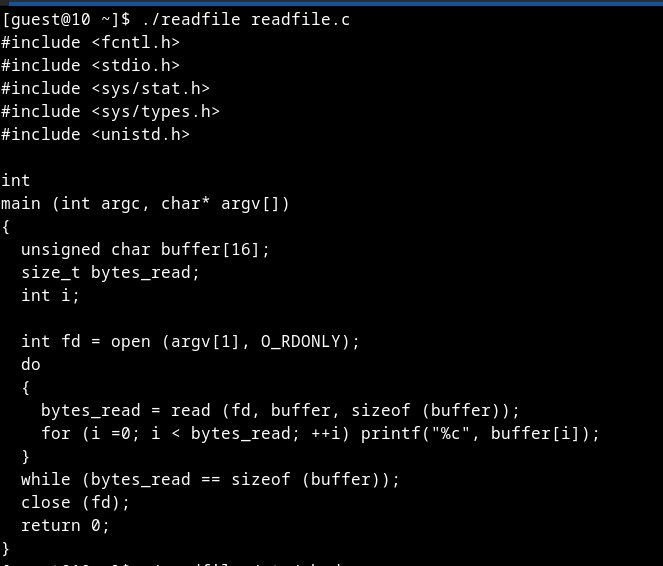 [guest@10 ~]$ ./readfile readfile.c
#include <fcntl.h>
#include <stdio.h>
#include <sys/stat.h>
#include <sys/types.h>
#include <unistd.h>

int
main (int argc, char* argv[])
{
  unsigned char buffer[16];
  size_t bytes_read;
  int i;

  int fd = open (argv[1], O_RDONLY);
  do
  {
    bytes_read = read (fd, buffer, sizeof (buffer));
    for (i =0; i < bytes_read; ++i) printf("%c", buffer[i]);
  }
  while (bytes_read == sizeof (buffer));
  close (fd);
  return 0;
}